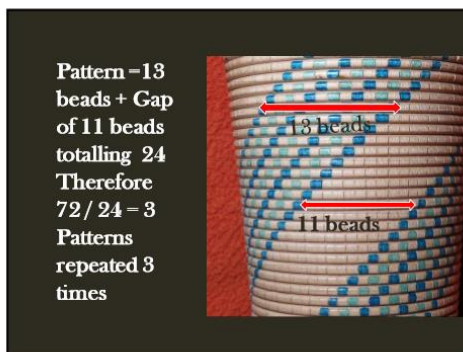 Pattern =13
beads + Gap
of 11 beads
totalling 24
Therefore
72 / 24 = 3
Patterns
repeated 3
times
13 beads
11 beads